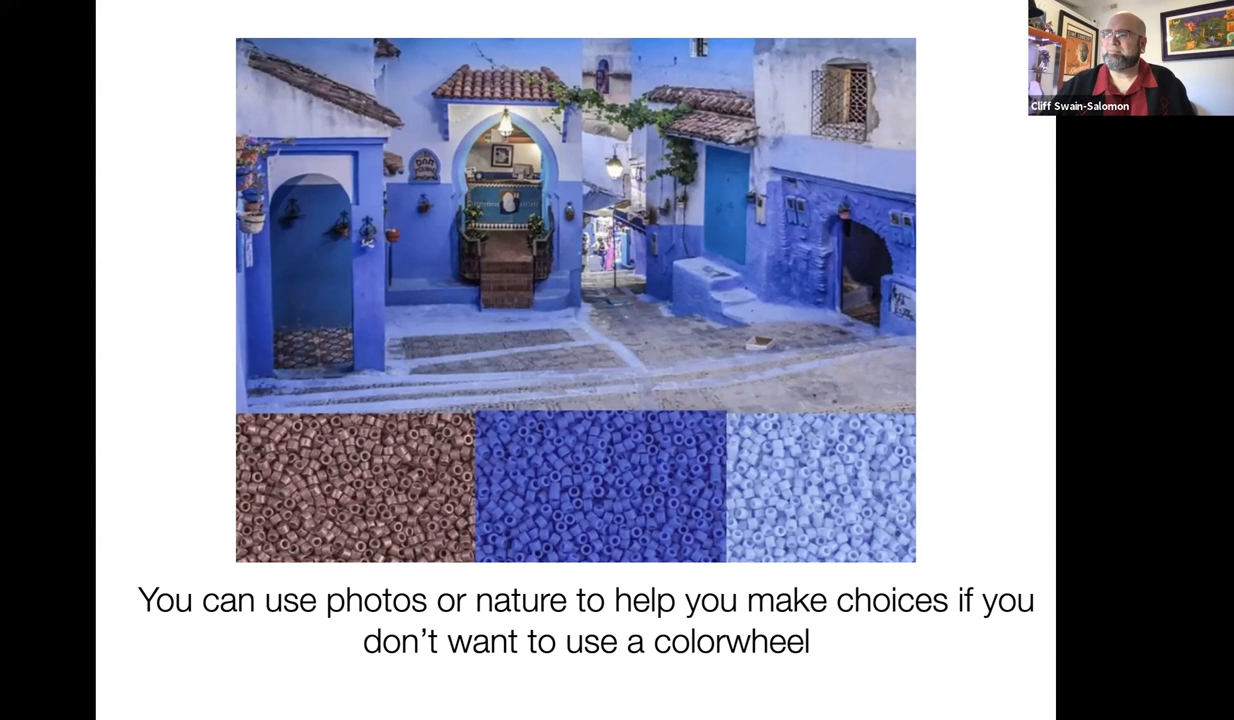 Cliff Swain-Salomon
You can use photos or nature to help you make choices if you
don’t want to use a colorwheel